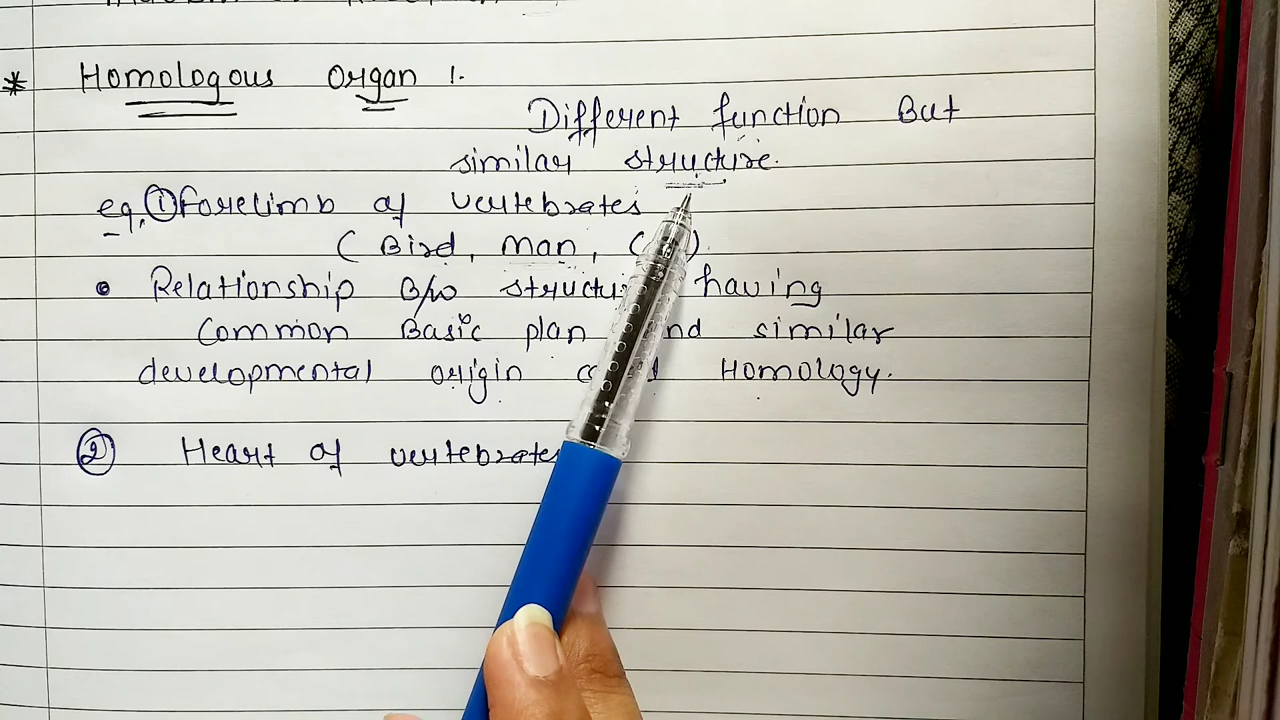 * Homologous Organ :-
Different function But
similar structure.
eg. ① Forelimb of vertebrates
( Bird, Man, ( )
• Relationship B/w having
Common Basic plan and similar
developmental origin Homology.
② Heart of vertebrates